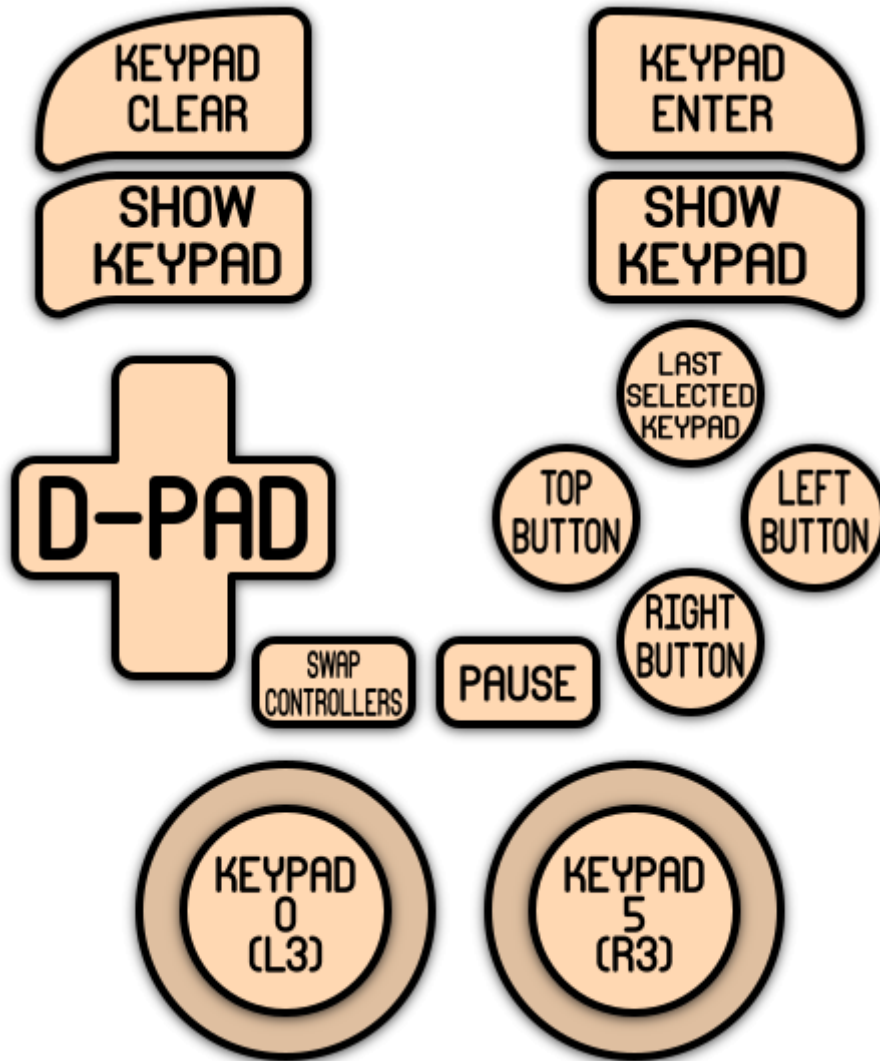 KEYPAD
CLEAR
KEYPAD
ENTER
SHOW
KEYPAD
SHOW
KEYPAD
LAST
SELECTED
KEYPAD
D-PAD
TOP
BUTTON
LEFT
BUTTON
RIGHT
BUTTON
SWAP
CONTROLLERS
PAUSE
KEYPAD
0
(L3)
KEYPAD
5
(R3)